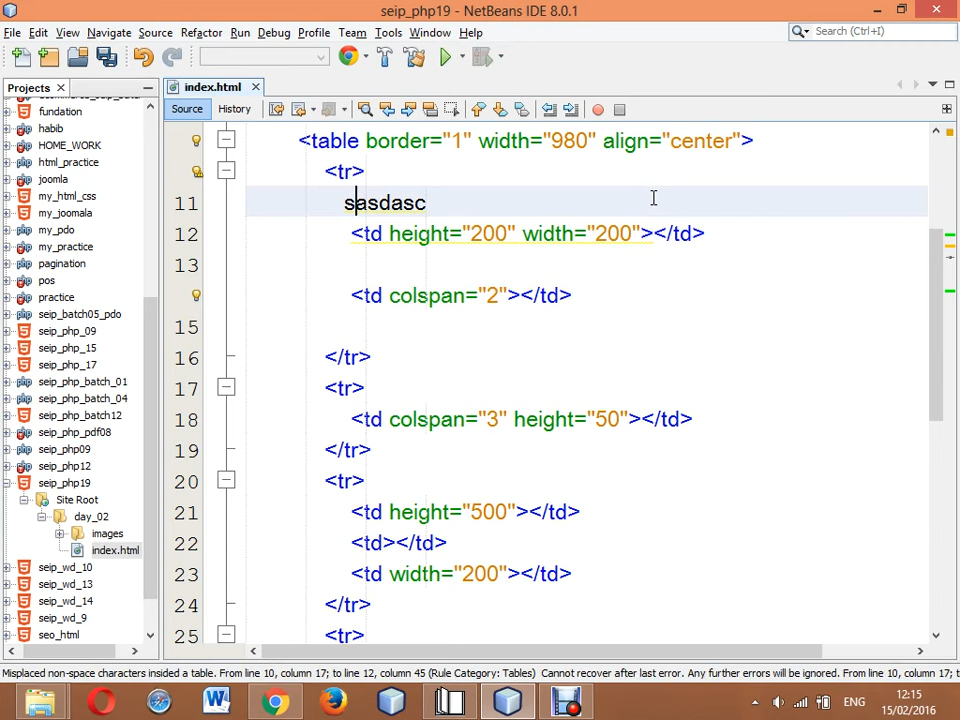 seip_php19 - NetBeans IDE 8.0.1
File Edit View Navigate Source Refactor Run Debug Profile Team Tools Window Help
Search (Ctrl+I)
Projects
index.html
Source History
fundation
habib
HOME_WORK
html_practice
joomla
my_html_css
my_joomala
my_pdo
my_practice
pagination
pos
practice
seip_batch05_pdo
seip_php_09
seip_php_15
seip_php_17
seip_php_batch_01
seip_php_batch_04
seip_php_batch12
seip_php_pdf08
seip_php09
seip_php12
seip_php19
Site Root
day_02
images
index.html
seip_wd_10
seip_wd_13
seip_wd_14
seip_wd_9
seo_html
<table border="1" width="980" align="center">
<tr>
11 sasdasc
12 <td height="200" width="200"></td>
13
<td colspan="2"></td>
15
16 </tr>
17 <tr>
18 <td colspan="3" height="50"></td>
19 </tr>
20 <tr>
21 <td height="500"></td>
22 <td></td>
23 <td width="200"></td>
24 </tr>
25 <tr>
Misplaced non-space characters insided a table. From line 10, column 17; to line 12, column 45 (Rule Category: Tables) Cannot recover after last error. Any further errors will be ignored. From line 10, column 17; t
ENG
12:15
15/02/2016